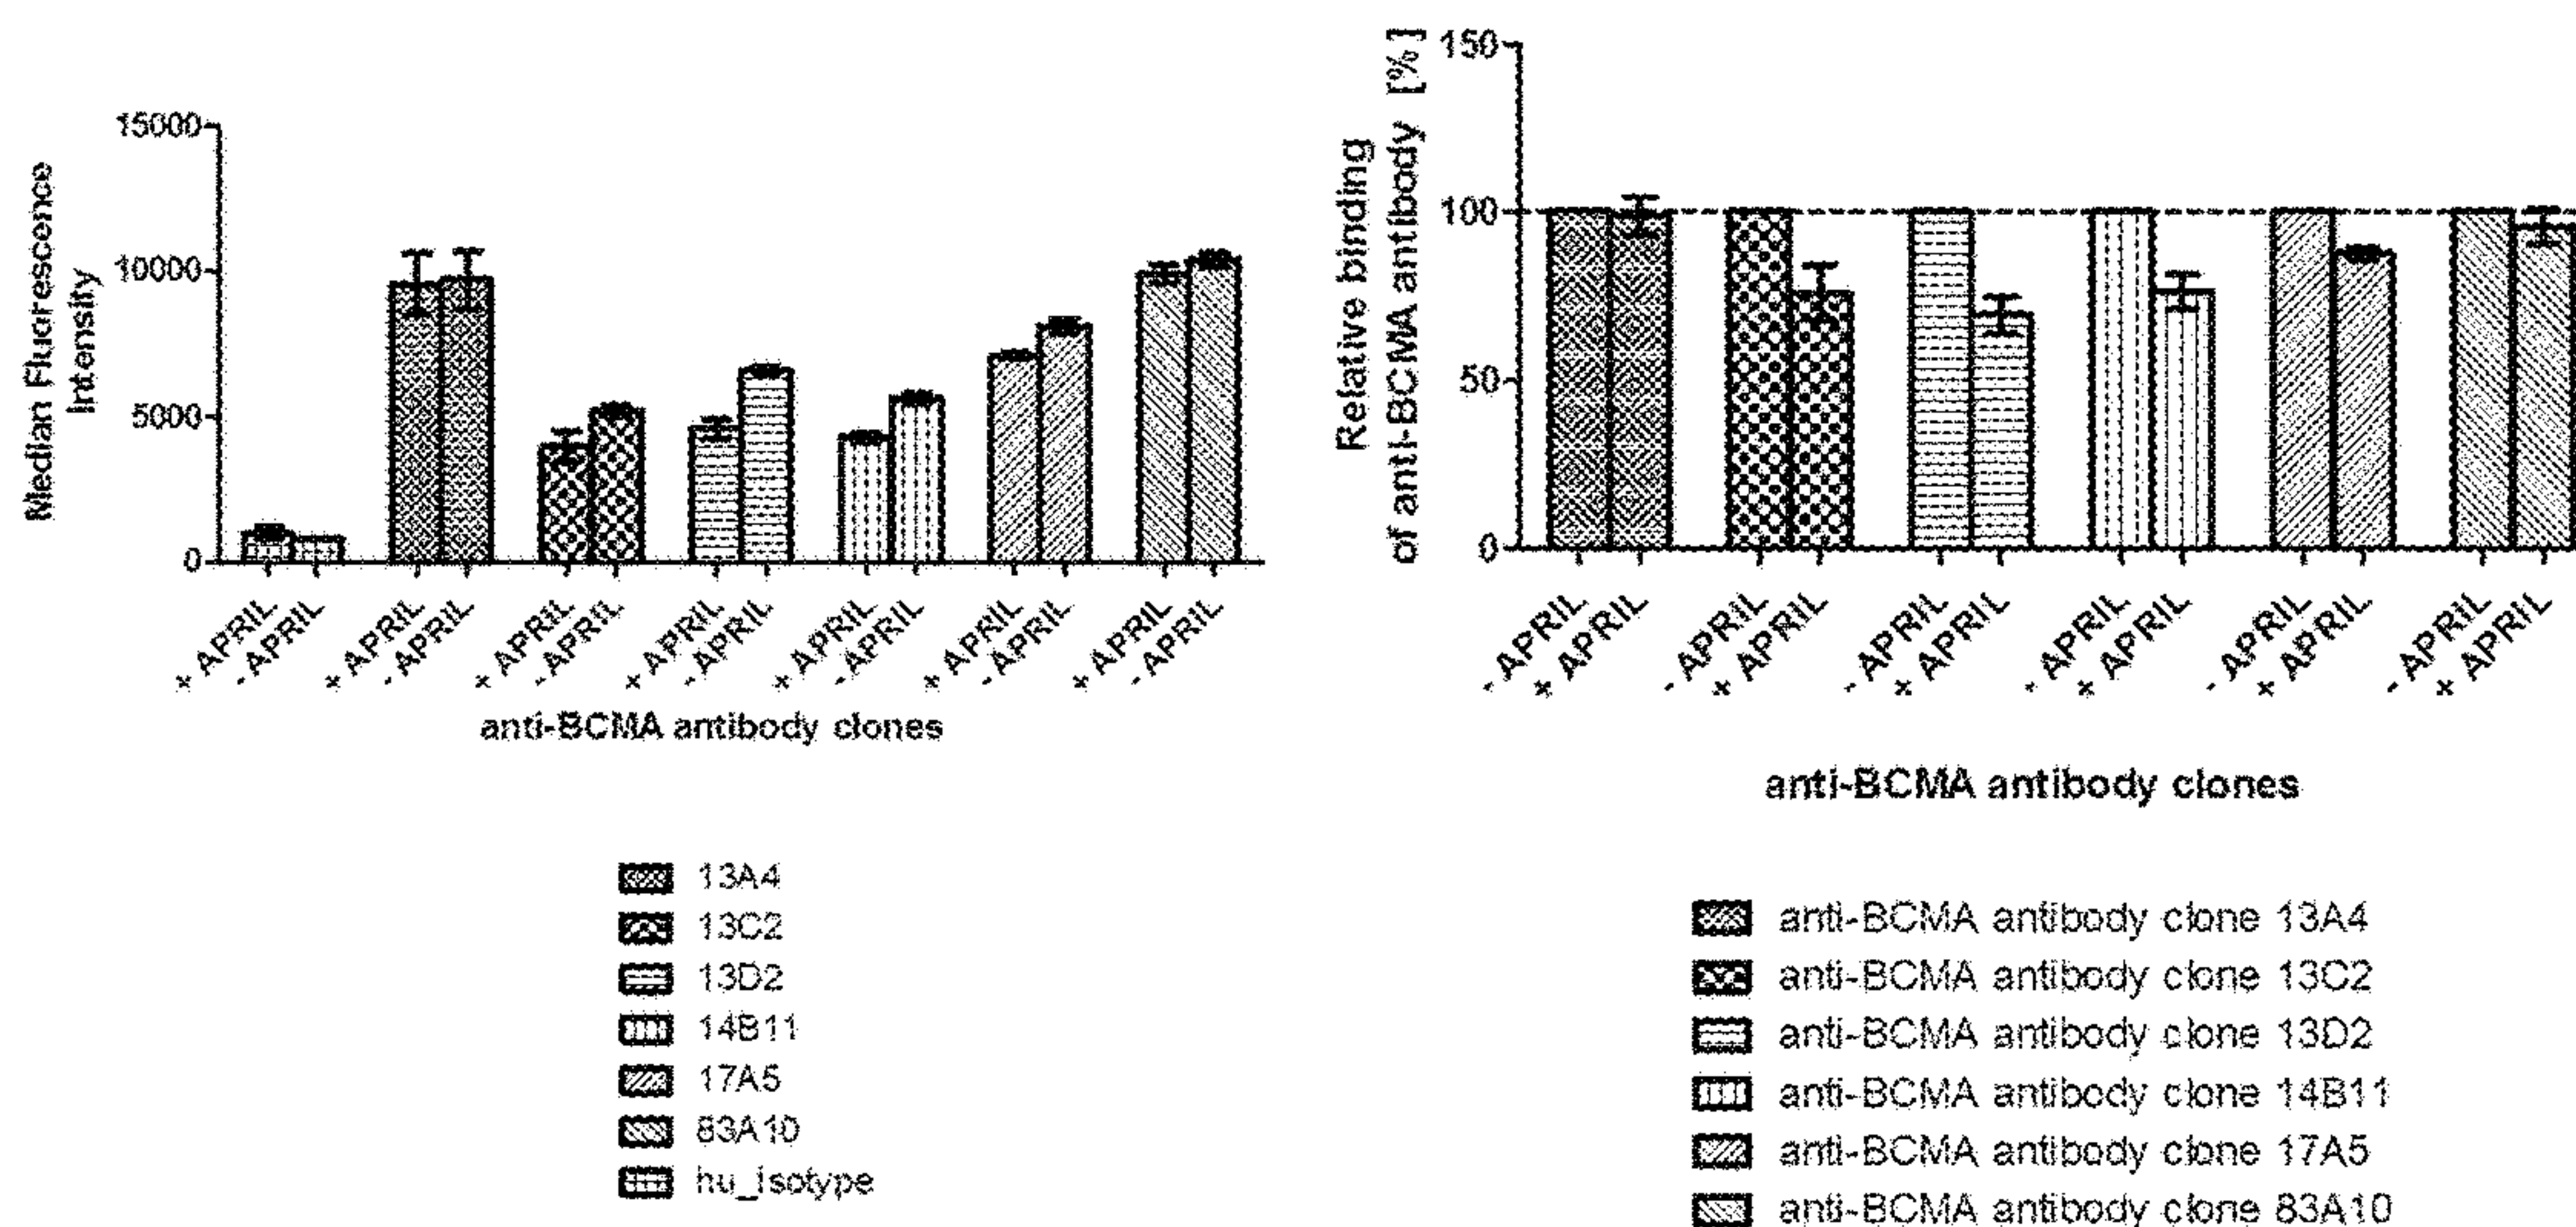 Median Fluorescence
Intensity
15000
10000
5000
0
+ APRIL
- APRIL
+ APRIL
- APRIL
+ APRIL
- APRIL
+ APRIL
- APRIL
+ APRIL
- APRIL
+ APRIL
- APRIL
+ APRIL
- APRIL
anti-BCMA antibody clones
13A4
13C2
13D2
14B11
17A5
83A10
hu_isotype
Relative binding
of anti-BCMA antibody [%]
150
100
50
0
- APRIL
+ APRIL
- APRIL
+ APRIL
- APRIL
+ APRIL
- APRIL
+ APRIL
- APRIL
+ APRIL
- APRIL
+ APRIL
anti-BCMA antibody clones
anti-BCMA antibody clone 13A4
anti-BCMA antibody clone 13C2
anti-BCMA antibody clone 13D2
anti-BCMA antibody clone 14B11
anti-BCMA antibody clone 17A5
anti-BCMA antibody clone 83A10